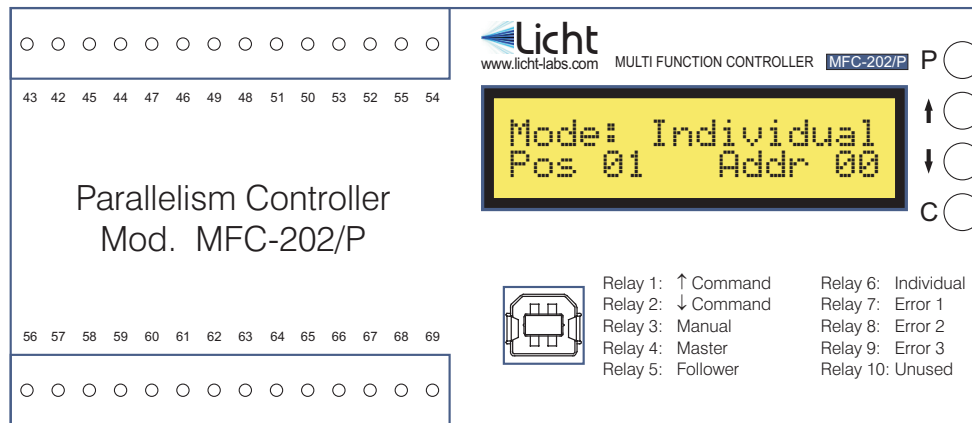 43 42 45 44 47 46 49 48 51 50 53 52 55 54
Parallelism Controller
Mod. MFC-202/P
56 57 58 59 60 61 62 63 64 65 66 67 68 69
Licht
www.licht-labs.com MULTI FUNCTION CONTROLLER MFC-202/P
P
↑
↓
C
Mode: Individual
Pos 01 Addr 00
Relay 1: ↑ Command
Relay 2: ↓ Command
Relay 3: Manual
Relay 4: Master
Relay 5: Follower
Relay 6: Individual
Relay 7: Error 1
Relay 8: Error 2
Relay 9: Error 3
Relay 10: Unused